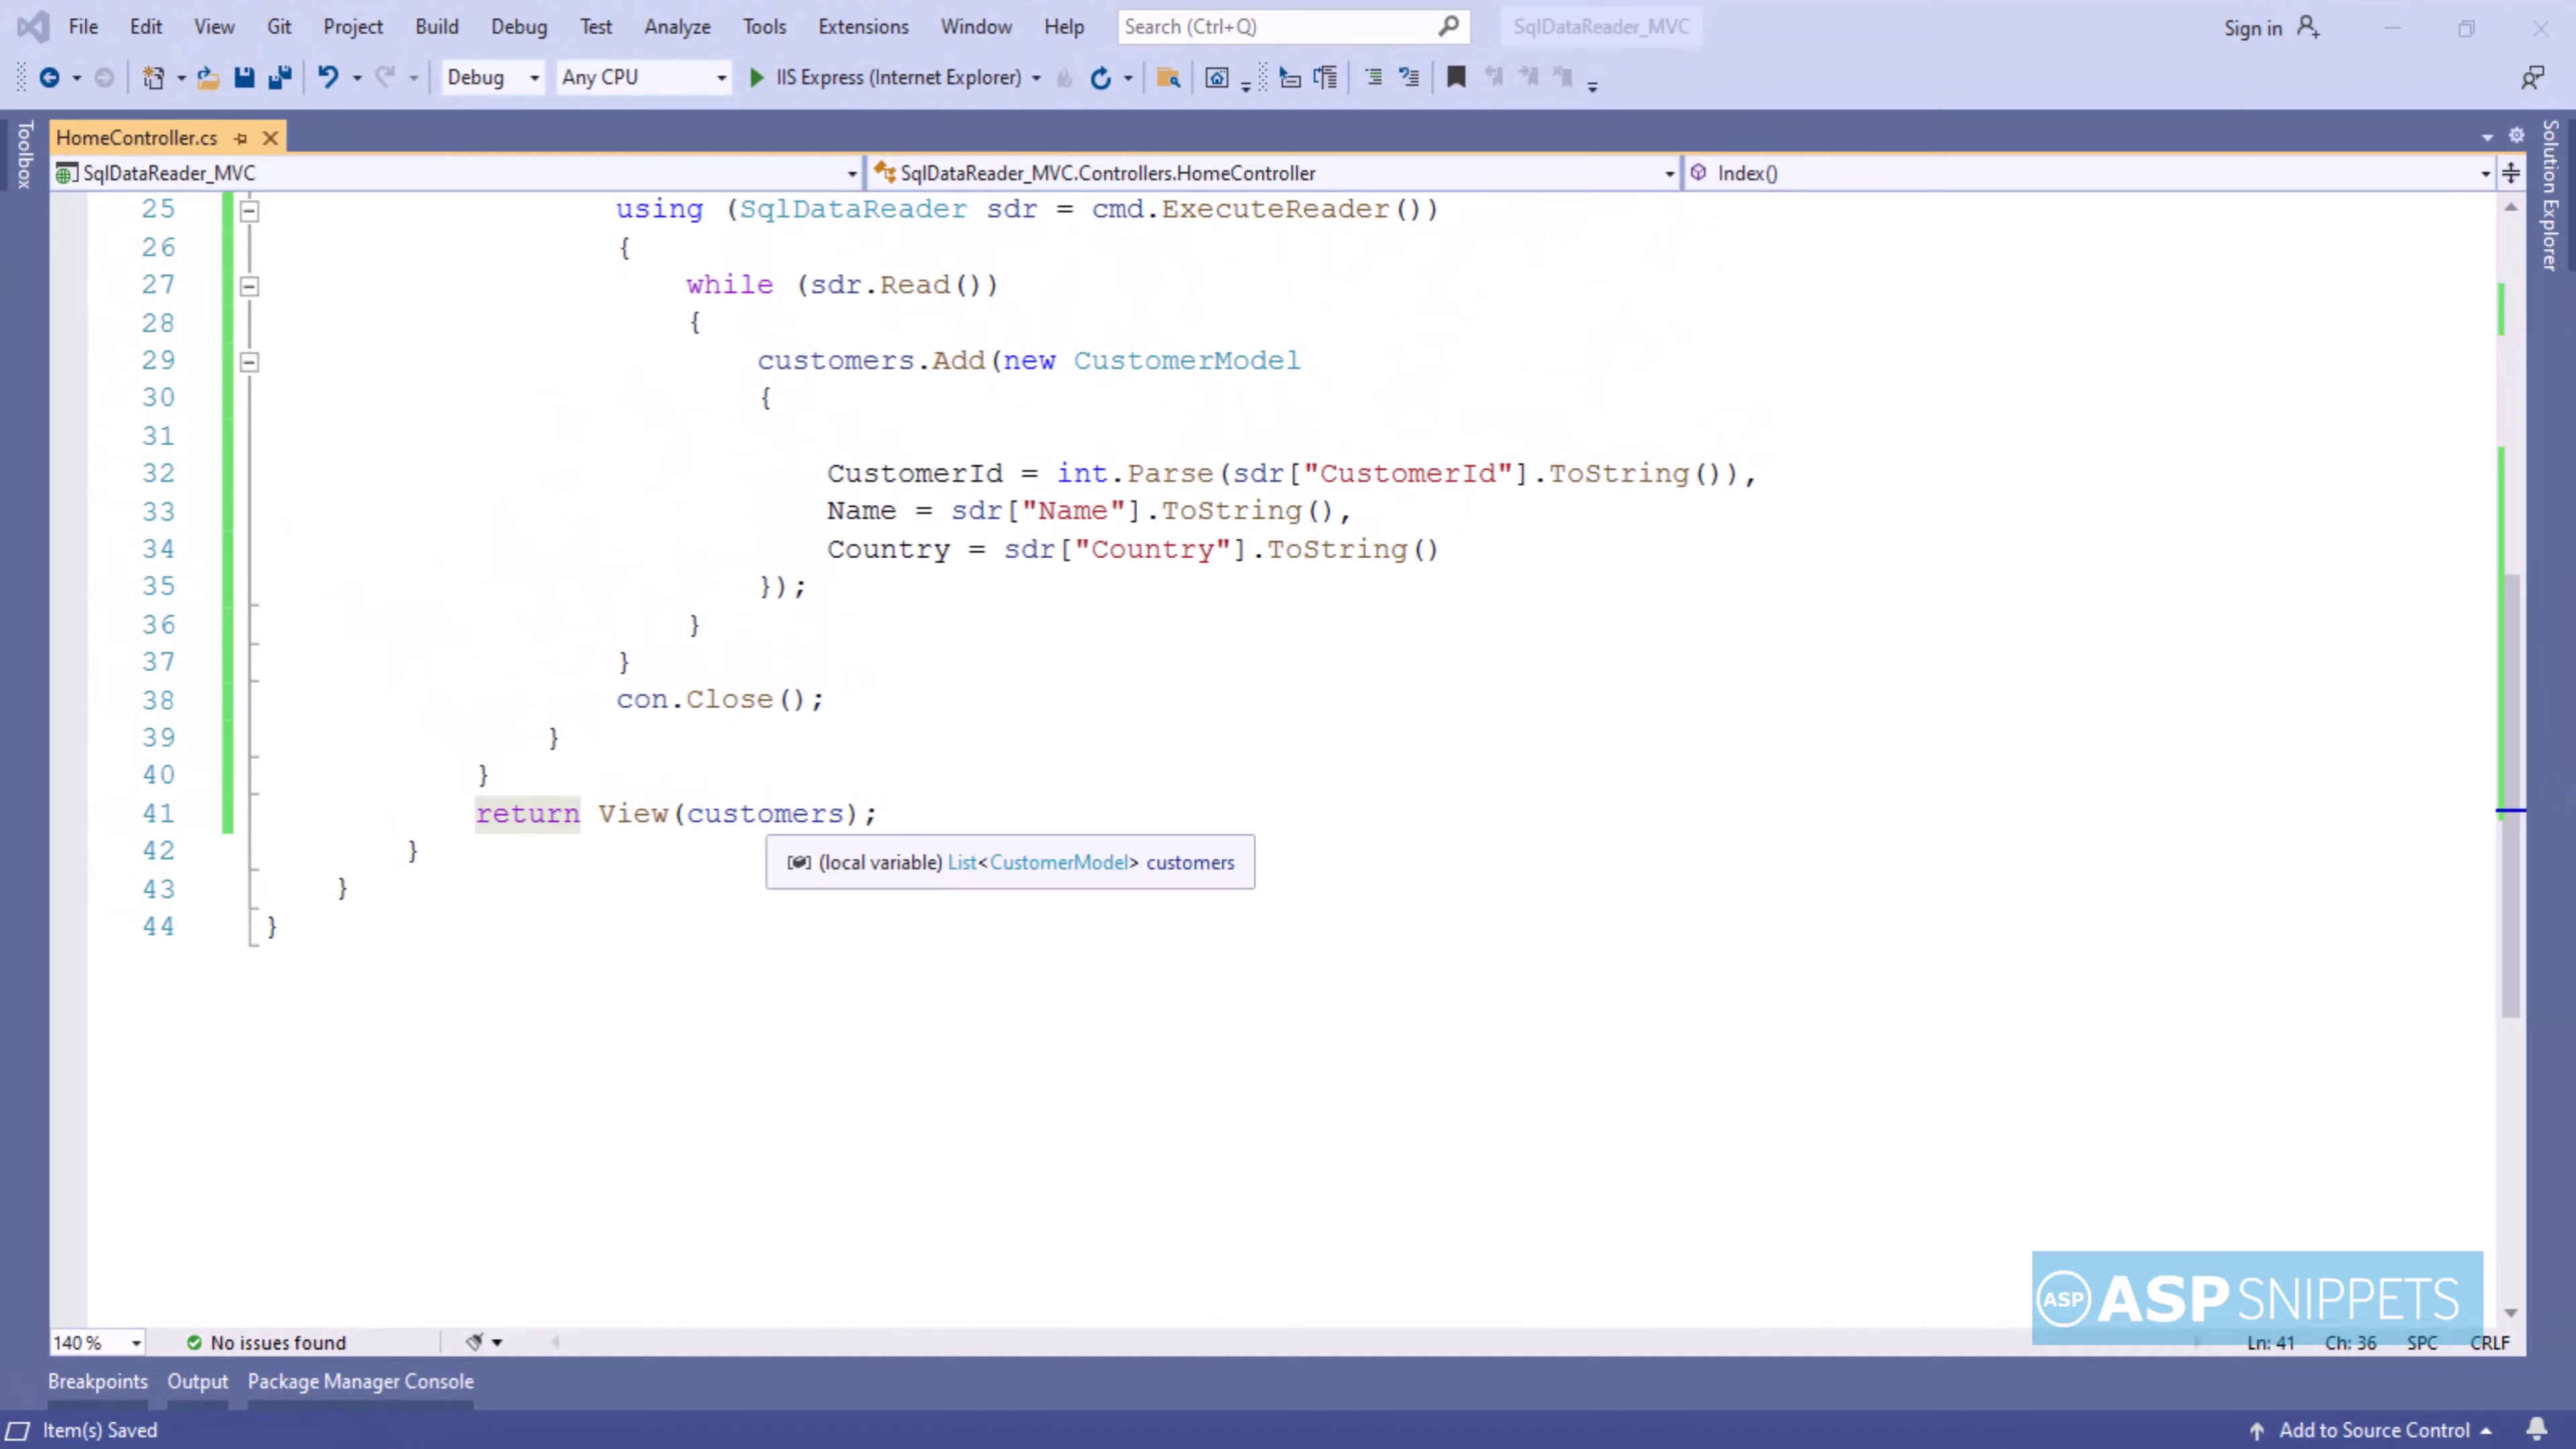 File Edit View Git Project Build Debug Test Analyze Tools Extensions Window Help Search (Ctrl+Q) SqlDataReader_MVC Sign in
Debug Any CPU IIS Express (Internet Explorer)
Toolbox
HomeController.cs
Solution Explorer
SqlDataReader_MVC SqlDataReader_MVC.Controllers.HomeController Index()
25 using (SqlDataReader sdr = cmd.ExecuteReader())
26 {
27 while (sdr.Read())
28 {
29 customers.Add(new CustomerModel
30 {
31
32 CustomerId = int.Parse(sdr["CustomerId"].ToString()),
33 Name = sdr["Name"].ToString(),
34 Country = sdr["Country"].ToString()
35 });
36 }
37 }
38 con.Close();
39 }
40 }
41 return View(customers);
42 }
(local variable) List<CustomerModel> customers
43 }
44 }
ASP ASPSNIPPETS
140 % No issues found Ln: 41 Ch: 36 SPC CRLF
Breakpoints Output Package Manager Console
Item(s) Saved Add to Source Control